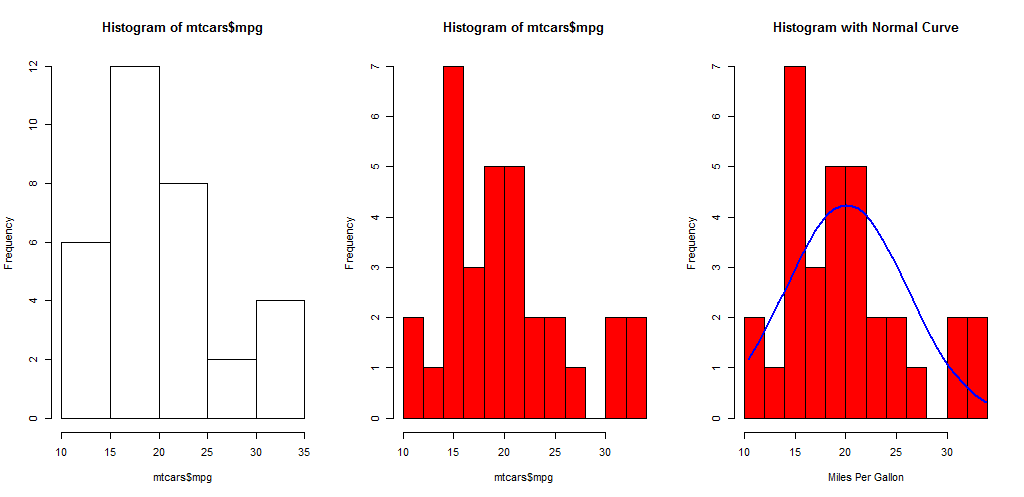 Histogram of mtcars$mpg
Frequency
12
10
8
6
4
2
0
10 15 20 25 30 35
mtcars$mpg
Histogram of mtcars$mpg
Frequency
7
6
5
4
3
2
1
0
10 15 20 25 30
mtcars$mpg
Histogram with Normal Curve
Frequency
7
6
5
4
3
2
1
0
10 15 20 25 30
Miles Per Gallon